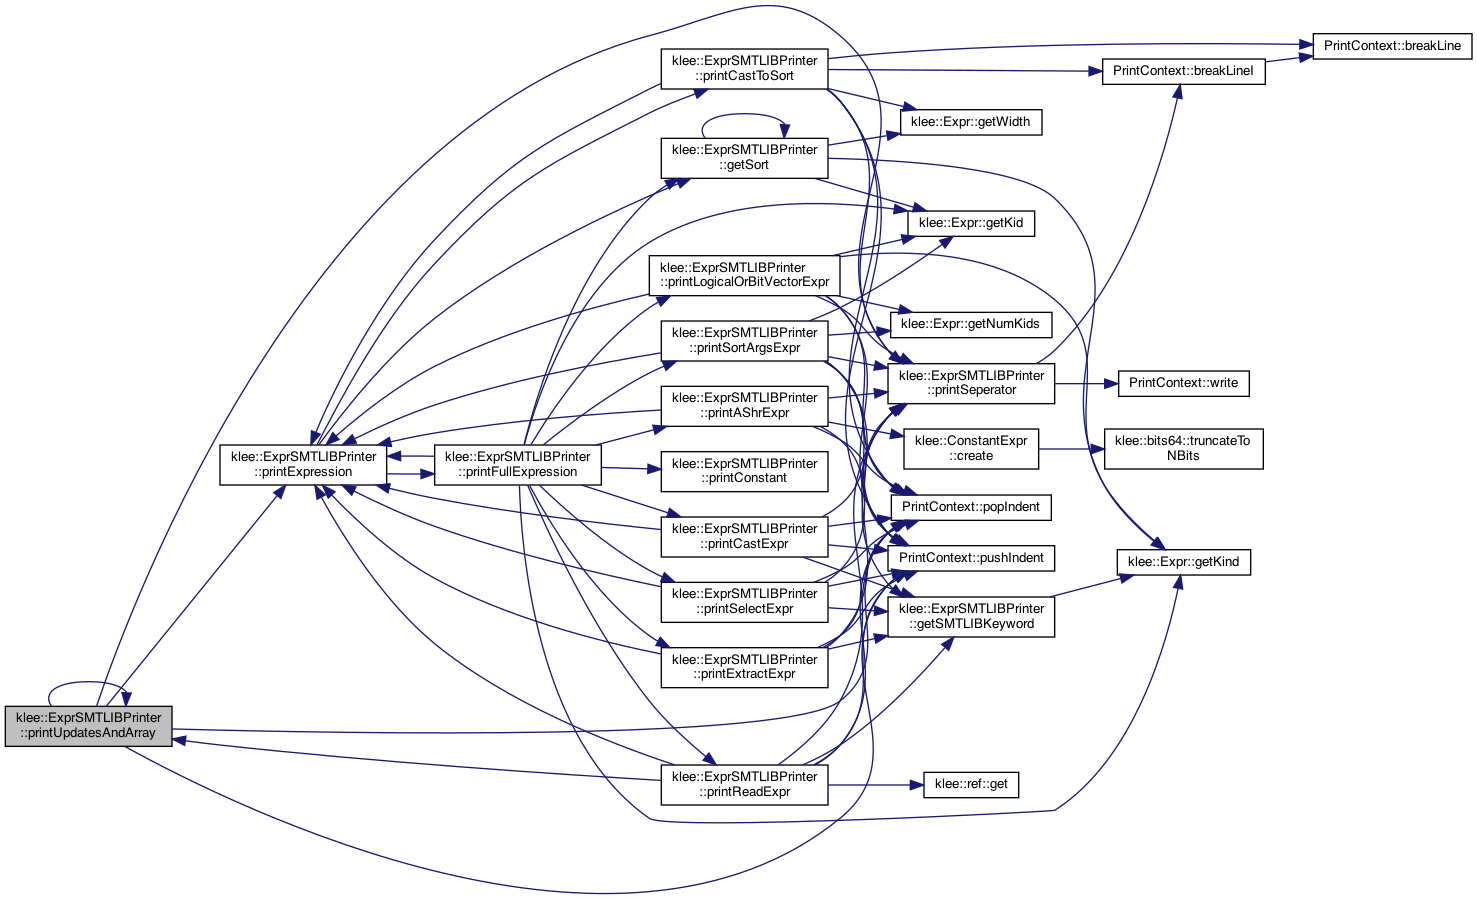 klee::ExprSMTLIBPrinter
::printUpdatesAndArray
klee::ExprSMTLIBPrinter
::printExpression
klee::ExprSMTLIBPrinter
::printFullExpression
klee::ExprSMTLIBPrinter
::printCastToSort
klee::ExprSMTLIBPrinter
::getSort
klee::ExprSMTLIBPrinter
::printLogicalOrBitVectorExpr
klee::ExprSMTLIBPrinter
::printSortArgsExpr
klee::ExprSMTLIBPrinter
::printAShrExpr
klee::ExprSMTLIBPrinter
::printConstant
klee::ExprSMTLIBPrinter
::printCastExpr
klee::ExprSMTLIBPrinter
::printSelectExpr
klee::ExprSMTLIBPrinter
::printExtractExpr
klee::ExprSMTLIBPrinter
::printReadExpr
klee::Expr::getWidth
klee::Expr::getKid
klee::Expr::getNumKids
klee::ExprSMTLIBPrinter
::printSeperator
klee::ConstantExpr
::create
PrintContext::popIndent
PrintContext::pushIndent
klee::ExprSMTLIBPrinter
::getSMTLIBKeyword
klee::ref::get
PrintContext::breakLineI
PrintContext::write
klee::bits64::truncateTo
NBits
klee::Expr::getKind
PrintContext::breakLine